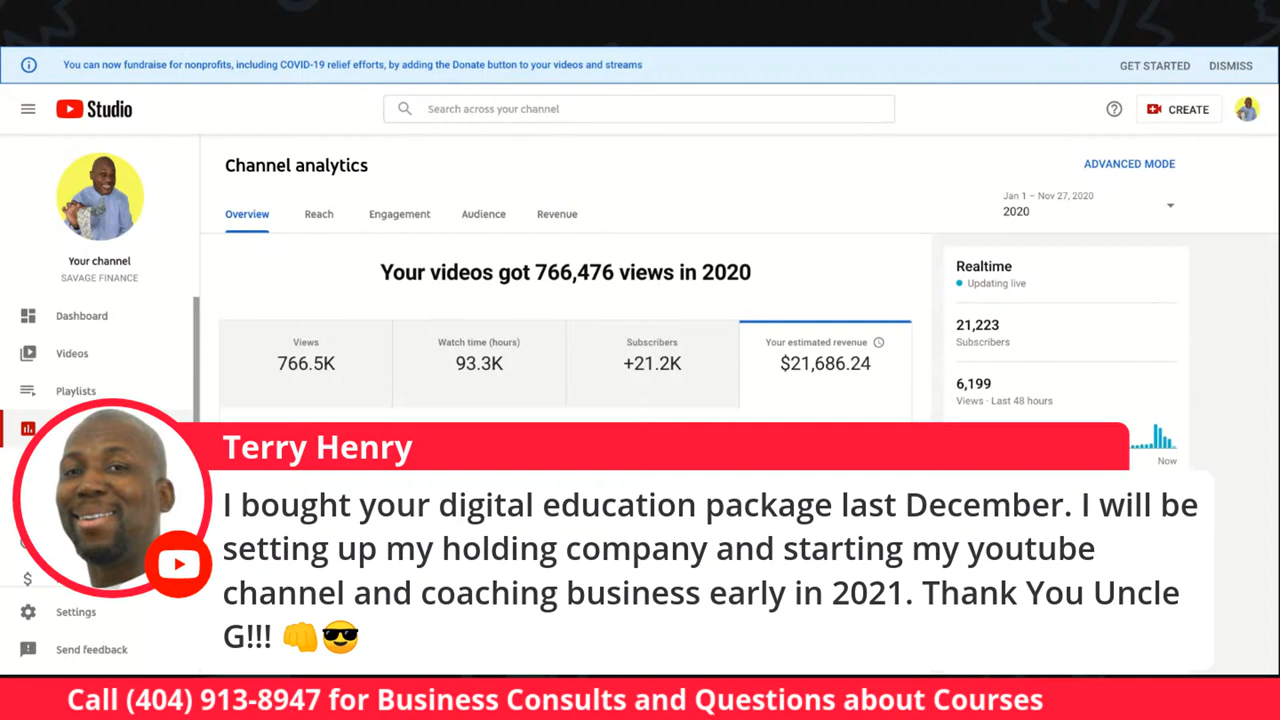 You can now fundraise for nonprofits, including COVID-19 relief efforts, by adding the Donate button to your videos and streams
GET STARTED
DISMISS
Studio
Search across your channel
CREATE
Channel analytics
ADVANCED MODE
Jan 1 – Nov 27, 2020
2020
Overview
Reach
Engagement
Audience
Revenue
Your channel
SAVAGE FINANCE
Dashboard
Videos
Playlists
Settings
Send feedback
Your videos got 766,476 views in 2020
Views
766.5K
Watch time (hours)
93.3K
Subscribers
+21.2K
Your estimated revenue
$21,686.24
Realtime
Updating live
21,223
Subscribers
6,199
Views · Last 48 hours
Now
Terry Henry
I bought your digital education package last December. I will be
setting up my holding company and starting my youtube
channel and coaching business early in 2021. Thank You Uncle
G!!! 👊😎
Call (404) 913-8947 for Business Consults and Questions about Courses